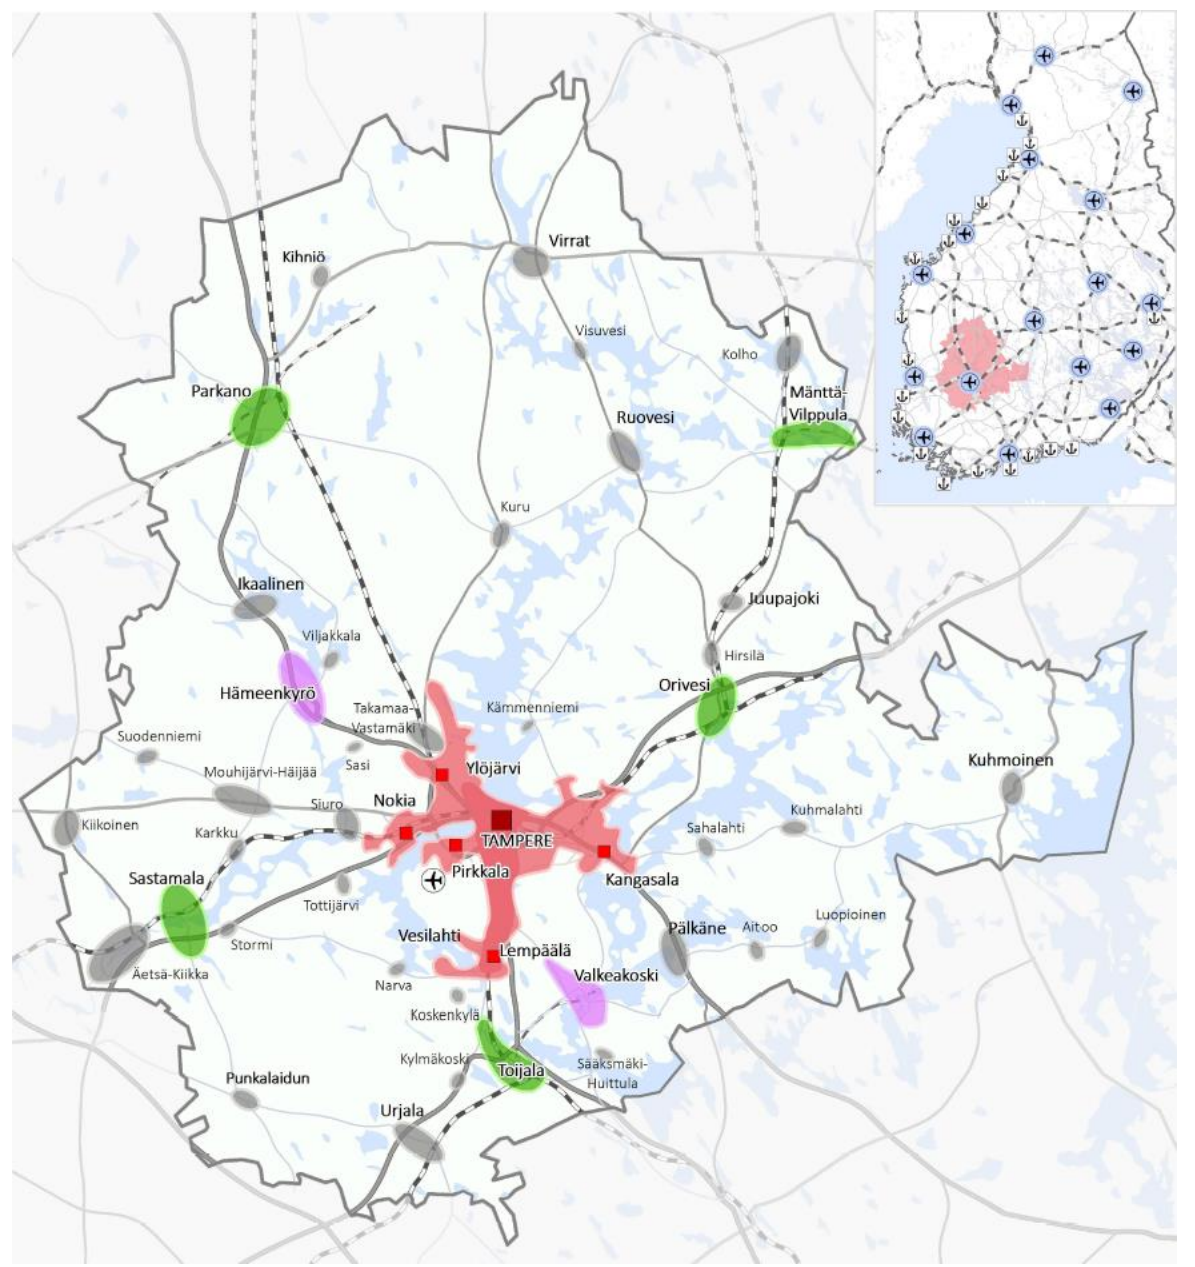 Virrat
Kihniö
Visuvesi
Kolho
Parkano
Mänttä-
Vilppula
Ruovesi
Kuru
Ikaalinen
Juupajoki
Viljakkala
Hirsilä
Hämeenkyrö
Orivesi
Takamaa-
Vastamäki
Kämmenniemi
Suodenniemi
Sasi
Ylöjärvi
Kuhmoinen
Mouhijärvi-Häijää
Nokia
Siuro
Kuhmalahti
Kiikoinen
Karkku
TAMPERE
Sahalahti
Pirkkala
Kangasala
Sastamala
Tottijärvi
Luopioinen
Vesilahti
Pälkäne
Aitoo
Stormi
Lempäälä
Äetsä-Kiikka
Valkeakoski
Narva
Koskenkylä
Kylmäkoski
Toijala
Sääksmäki-
Huittula
Punkalaidun
Urjala